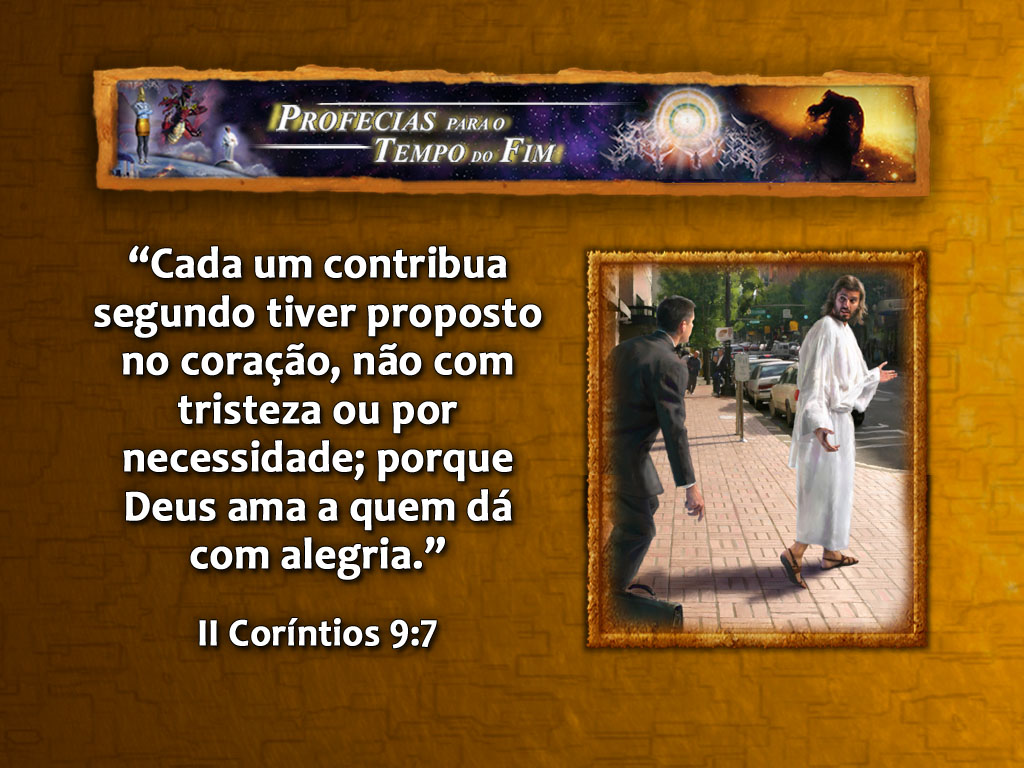 PROFECIAS PARA O
TEMPO DO FIM
“Cada um contribua
segundo tiver proposto
no coração, não com
tristeza ou por
necessidade; porque
Deus ama a quem dá
com alegria.”
II Coríntios 9:7